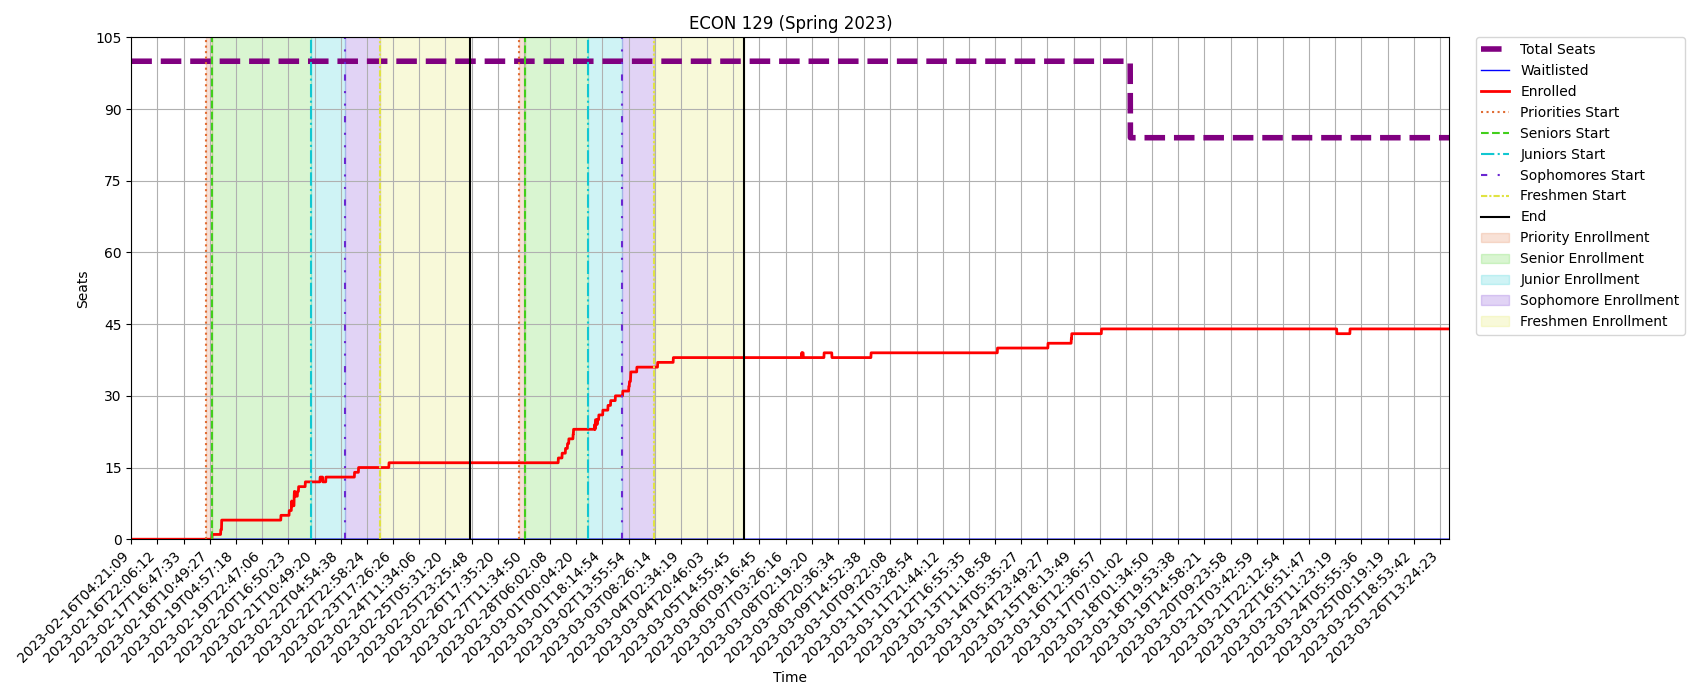 ECON 129 (Spring 2023)
105
90
75
60
45
30
15
0
Seats
2023-02-16T04:21:09
2023-02-16T22:06:12
2023-02-17T16:47:33
2023-02-18T10:49:27
2023-02-19T04:57:18
2023-02-19T22:47:06
2023-02-20T16:50:23
2023-02-21T10:49:20
2023-02-22T04:54:38
2023-02-22T22:58:24
2023-02-23T17:26:26
2023-02-24T11:34:06
2023-02-25T05:31:20
2023-02-25T23:25:48
2023-02-26T17:35:20
2023-02-27T11:34:50
2023-02-28T06:02:08
2023-03-01T00:04:20
2023-03-01T18:14:54
2023-03-02T13:55:54
2023-03-03T08:26:14
2023-03-04T02:34:19
2023-03-04T20:46:03
2023-03-05T14:55:45
2023-03-06T09:16:45
2023-03-07T03:26:16
2023-03-08T02:19:20
2023-03-08T20:36:34
2023-03-09T14:52:38
2023-03-10T09:22:08
2023-03-11T03:28:54
2023-03-11T21:44:12
2023-03-12T16:55:35
2023-03-13T11:18:58
2023-03-14T05:35:27
2023-03-14T23:49:27
2023-03-15T18:13:49
2023-03-16T12:36:57
2023-03-17T07:01:02
2023-03-18T01:34:50
2023-03-18T19:53:38
2023-03-19T14:58:21
2023-03-20T09:23:58
2023-03-21T03:42:59
2023-03-21T22:12:54
2023-03-22T16:51:47
2023-03-23T11:23:19
2023-03-24T05:55:36
2023-03-25T00:19:19
2023-03-25T18:53:42
2023-03-26T13:24:23
Time
Total Seats
Waitlisted
Enrolled
Priorities Start
Seniors Start
Juniors Start
Sophomores Start
Freshmen Start
End
Priority Enrollment
Senior Enrollment
Junior Enrollment
Sophomore Enrollment
Freshmen Enrollment